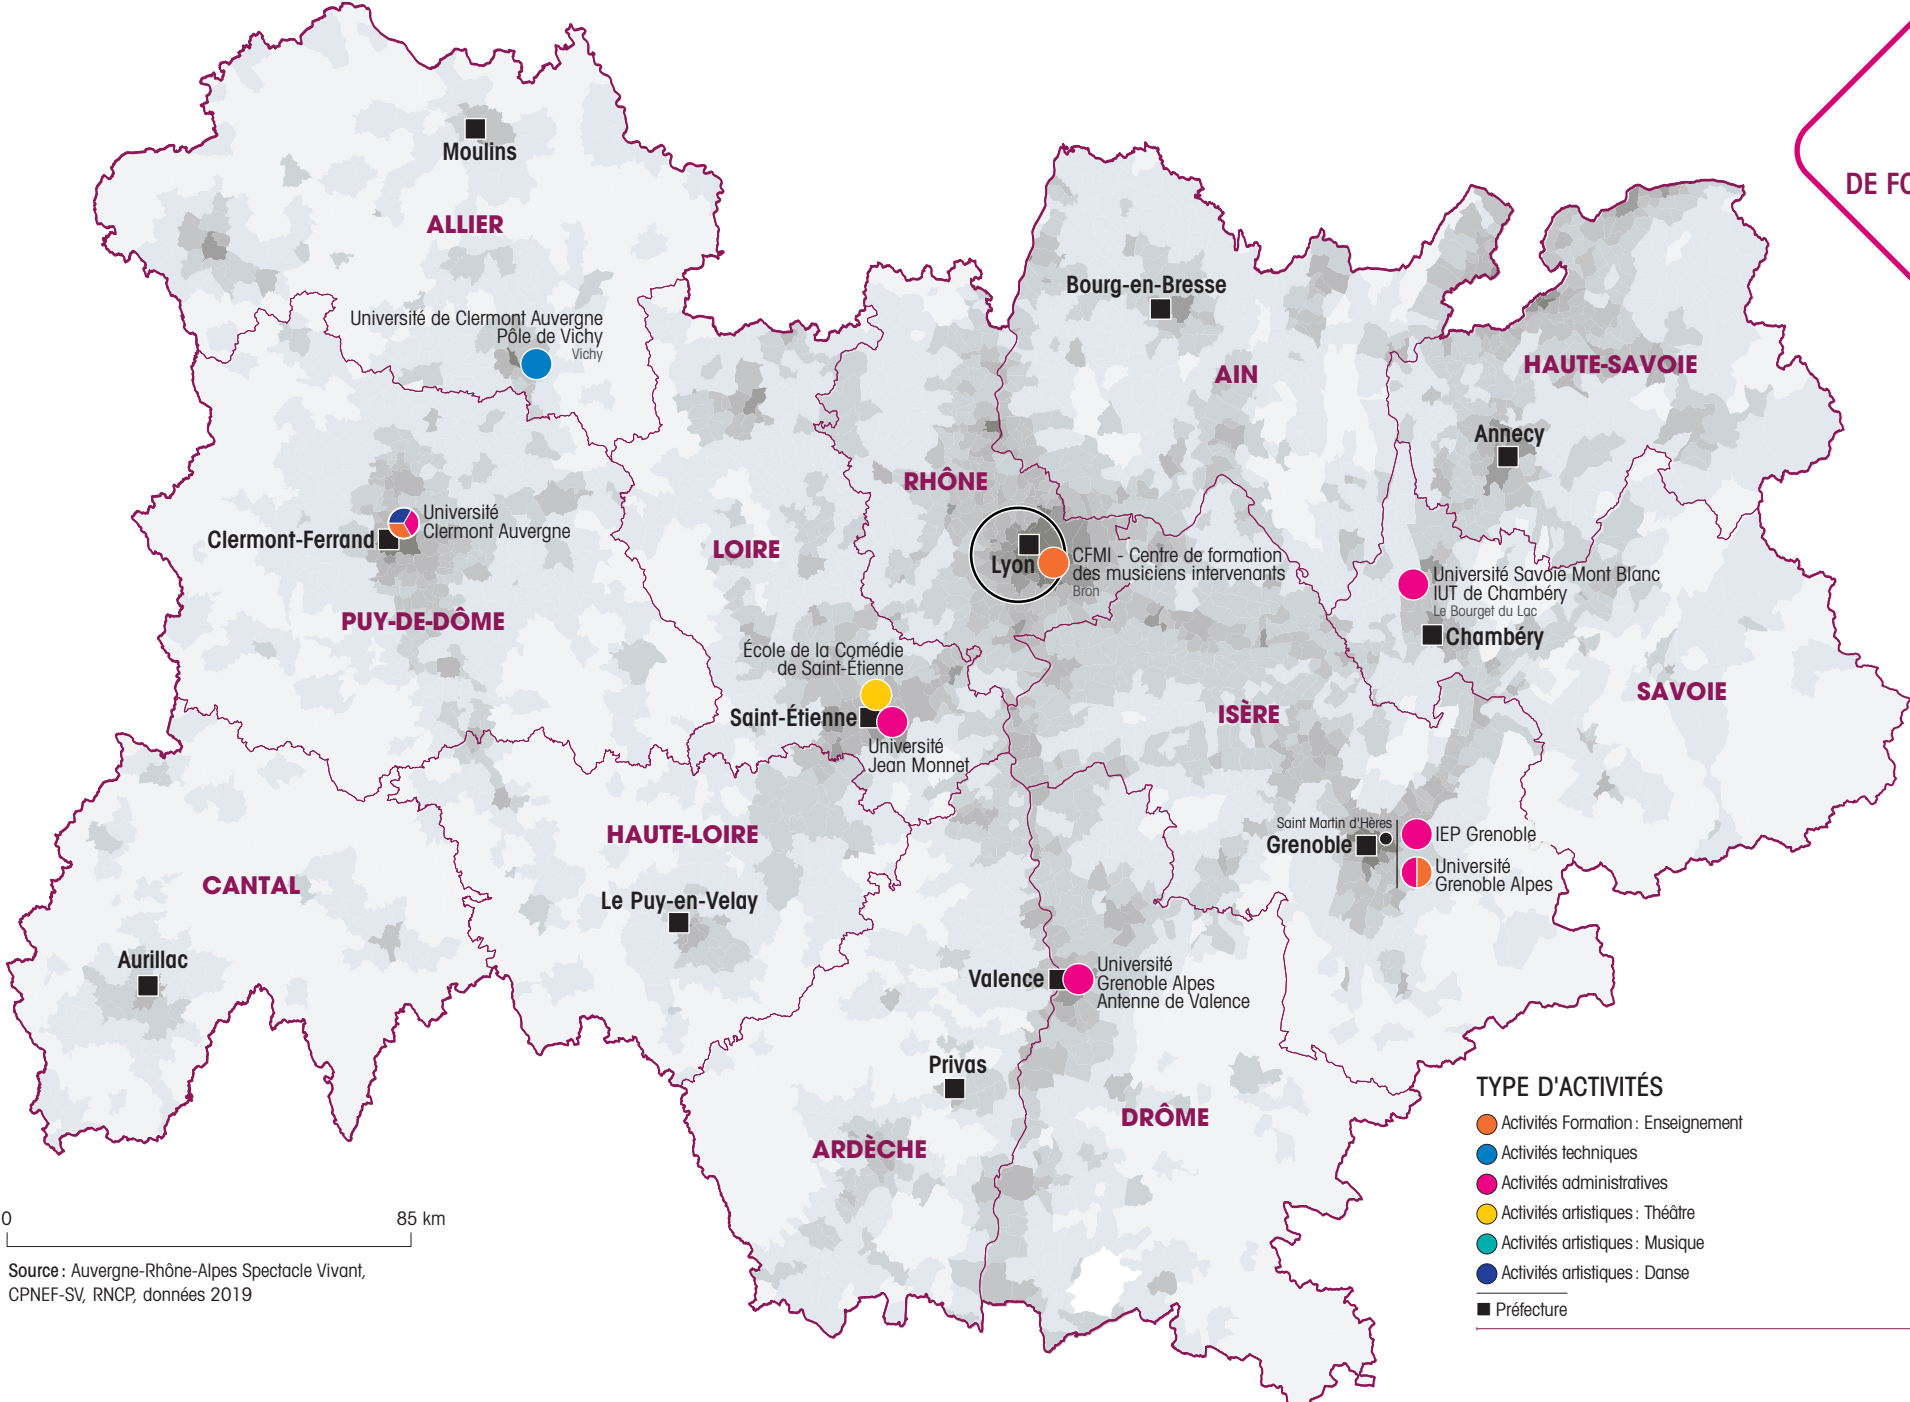 DE FO
Moulins
ALLIER
Bourg-en-Bresse
Université de Clermont Auvergne
Pôle de Vichy
Vichy
AIN
HAUTE-SAVOIE
Annecy
RHÔNE
Université
Clermont Auvergne
Clermont-Ferrand
LOIRE
Lyon
CFMI - Centre de formation
des musiciens intervenants
Bron
Université Savoie Mont Blanc
IUT de Chambéry
Le Bourget du Lac
Chambéry
PUY-DE-DÔME
École de la Comédie
de Saint-Étienne
Saint-Étienne
Université
Jean Monnet
ISÈRE
SAVOIE
HAUTE-LOIRE
Saint Martin d'Hères
Grenoble
IEP Grenoble
Université
Grenoble Alpes
CANTAL
Le Puy-en-Velay
Aurillac
Valence
Université
Grenoble Alpes
Antenne de Valence
Privas
DRÔME
ARDÈCHE
TYPE D'ACTIVITÉS
Activités Formation : Enseignement
Activités techniques
Activités administratives
Activités artistiques : Théâtre
Activités artistiques : Musique
Activités artistiques : Danse
Préfecture
0 85 km
Source : Auvergne-Rhône-Alpes Spectacle Vivant,
CPNEF-SV, RNCP, données 2019